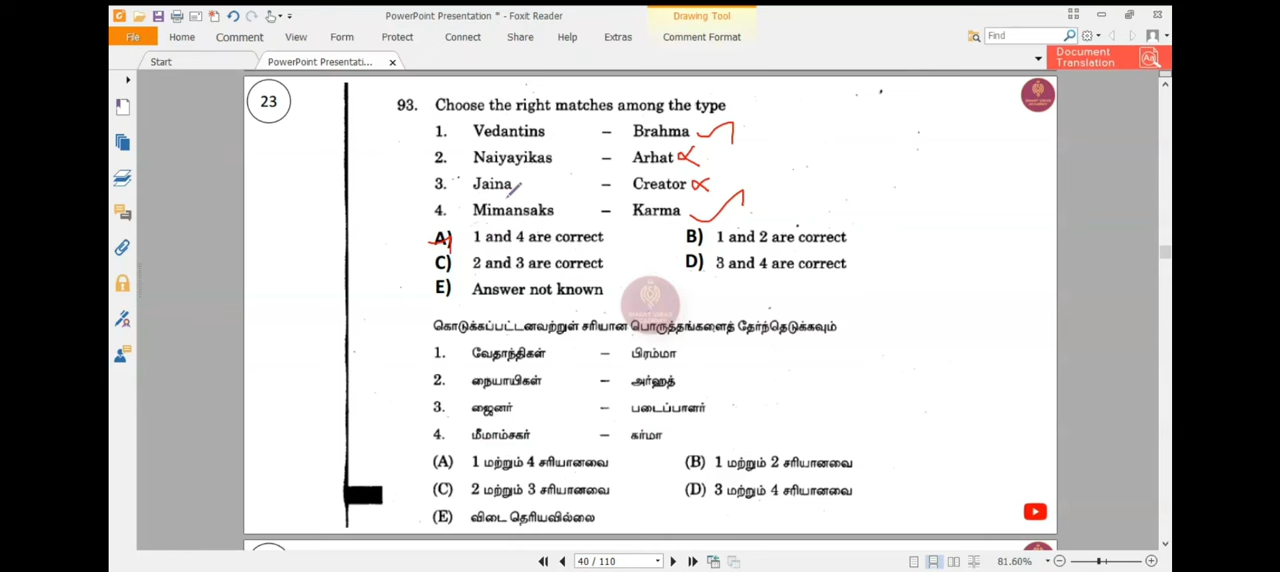 PowerPoint Presentation * - Foxit Reader
Drawing Tool
File Home Comment View Form Protect Connect Share Help Extras Comment Format
Find
Document Translation
Start
PowerPoint Presentati...
23
93. Choose the right matches among the type
1. Vedantins – Brahma
2. Naiyayikas – Arhat
3. Jaina – Creator
4. Mimansaks – Karma
A) 1 and 4 are correct B) 1 and 2 are correct
C) 2 and 3 are correct D) 3 and 4 are correct
E) Answer not known
கொடுக்கப்பட்டனவற்றுள் சரியான பொருத்தங்களைத் தேர்ந்தெடுக்கவும்
1. வேதாந்திகள் – பிரம்மா
2. நையாயிகள் – அர்ஹத்
3. ஜைனர் – படைப்பாளர்
4. மீமாம்சகர் – கர்மா
(A) 1 மற்றும் 4 சரியானவை (B) 1 மற்றும் 2 சரியானவை
(C) 2 மற்றும் 3 சரியானவை (D) 3 மற்றும் 4 சரியானவை
(E) விடை தெரியவில்லை
40 / 110
81.60%